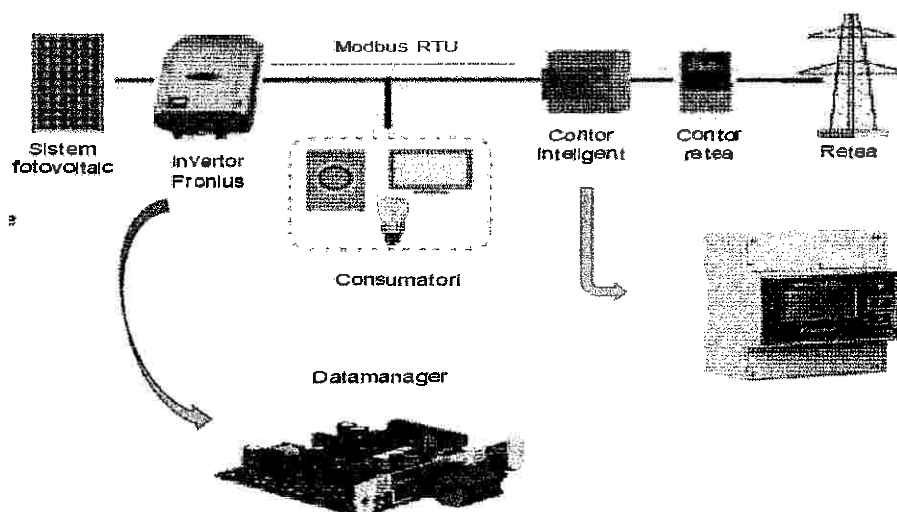 Modbus RTU
Sistem
fotovoltaic
Invertor
Fronius
Consumatori
Contor
inteligent
Contor
retea
Retea
Datamanager